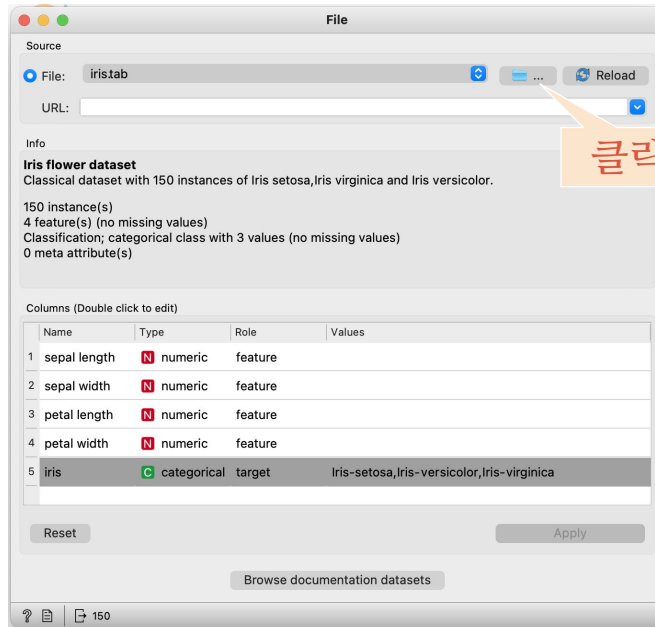 File
Source
File: iris.tab ... Reload
URL:
Info
Iris flower dataset
Classical dataset with 150 instances of Iris setosa,Iris virginica and Iris versicolor.
150 instance(s)
4 feature(s) (no missing values)
Classification; categorical class with 3 values (no missing values)
0 meta attribute(s)
클릭
Columns (Double click to edit)
Name Type Role Values
1 sepal length N numeric feature
2 sepal width N numeric feature
3 petal length N numeric feature
4 petal width N numeric feature
5 iris C categorical target Iris-setosa,Iris-versicolor,Iris-virginica
Reset Apply
Browse documentation datasets
? 150